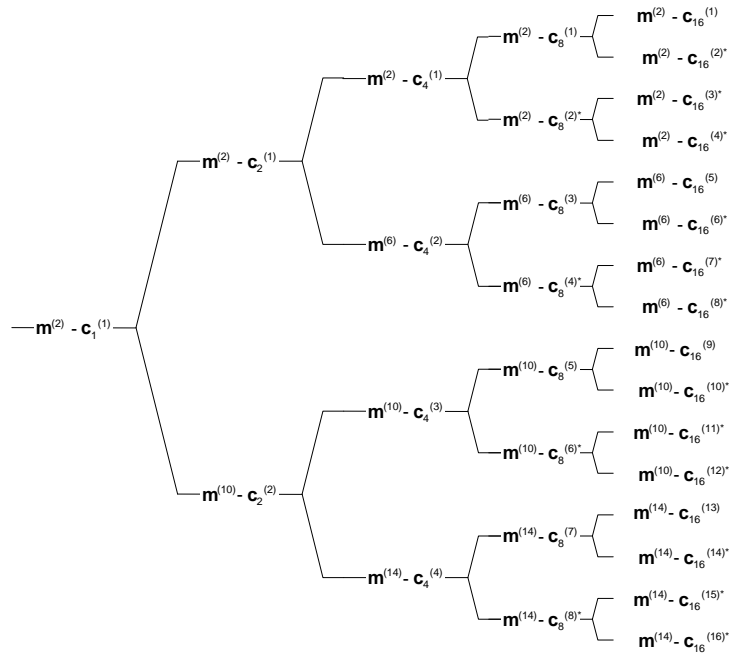 m(2) - c1(1)
m(2) - c2(1)
m(10) - c2(2)
m(2) - c4(1)
m(6) - c4(2)
m(10) - c4(3)
m(14) - c4(4)
m(2) - c8(1)
m(2) - c8(2)*
m(6) - c8(3)
m(6) - c8(4)*
m(10) - c8(5)
m(10) - c8(6)*
m(14) - c8(7)
m(14) - c8(8)*
m(2) - c16(1)
m(2) - c16(2)*
m(2) - c16(3)*
m(2) - c16(4)*
m(6) - c16(5)
m(6) - c16(6)*
m(6) - c16(7)*
m(6) - c16(8)*
m(10) - c16(9)
m(10) - c16(10)*
m(10) - c16(11)*
m(10) - c16(12)*
m(14) - c16(13)
m(14) - c16(14)*
m(14) - c16(15)*
m(14) - c16(16)*